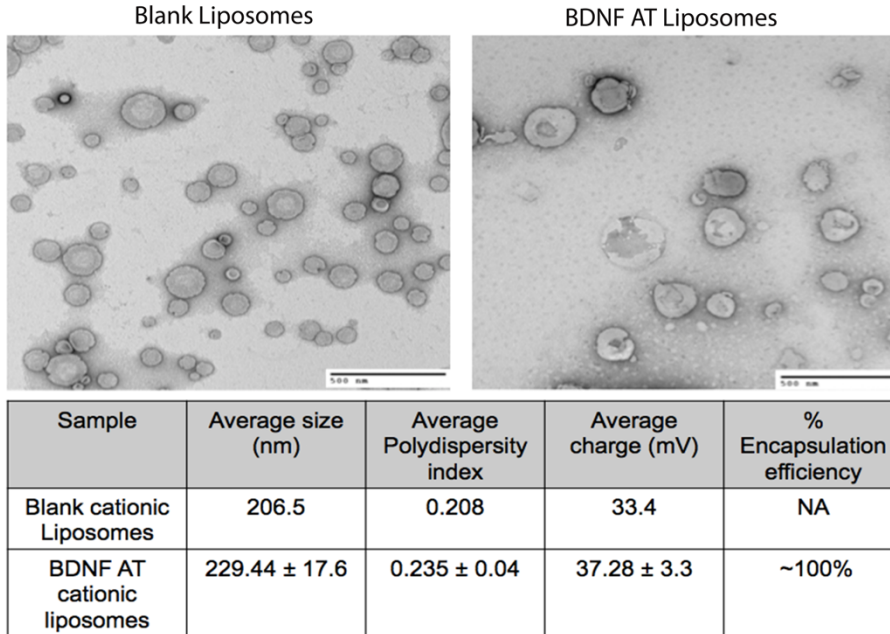 Blank Liposomes
BDNF AT Liposomes
500 nm
500 nm
Sample
Average size
(nm)
Average
Polydispersity
index
Average
charge (mV)
%
Encapsulation
efficiency
Blank cationic
Liposomes
206.5
0.208
33.4
NA
BDNF AT
cationic
liposomes
229.44 ± 17.6
0.235 ± 0.04
37.28 ± 3.3
~100%